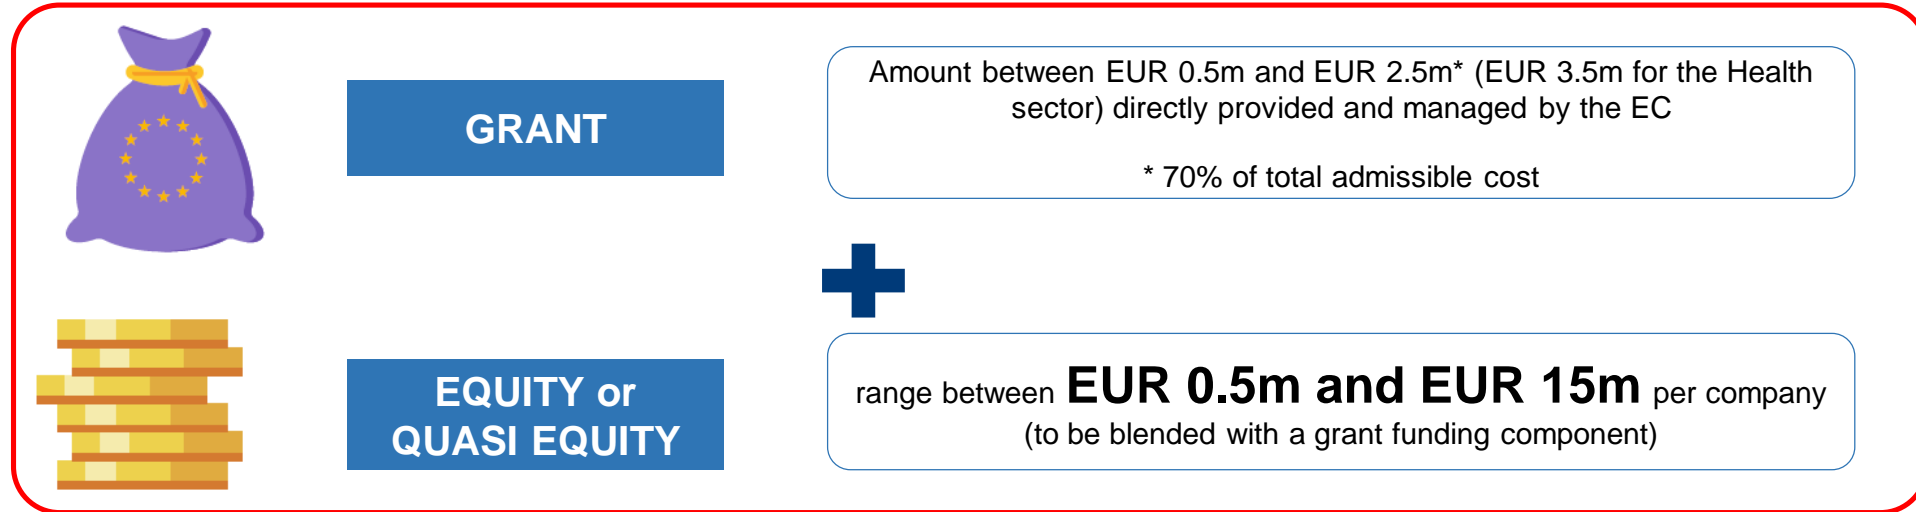 GRANT
Amount between EUR 0.5m and EUR 2.5m* (EUR 3.5m for the Health
sector) directly provided and managed by the EC
* 70% of total admissible cost
EQUITY or
QUASI EQUITY
range between EUR 0.5m and EUR 15m per company
(to be blended with a grant funding component)